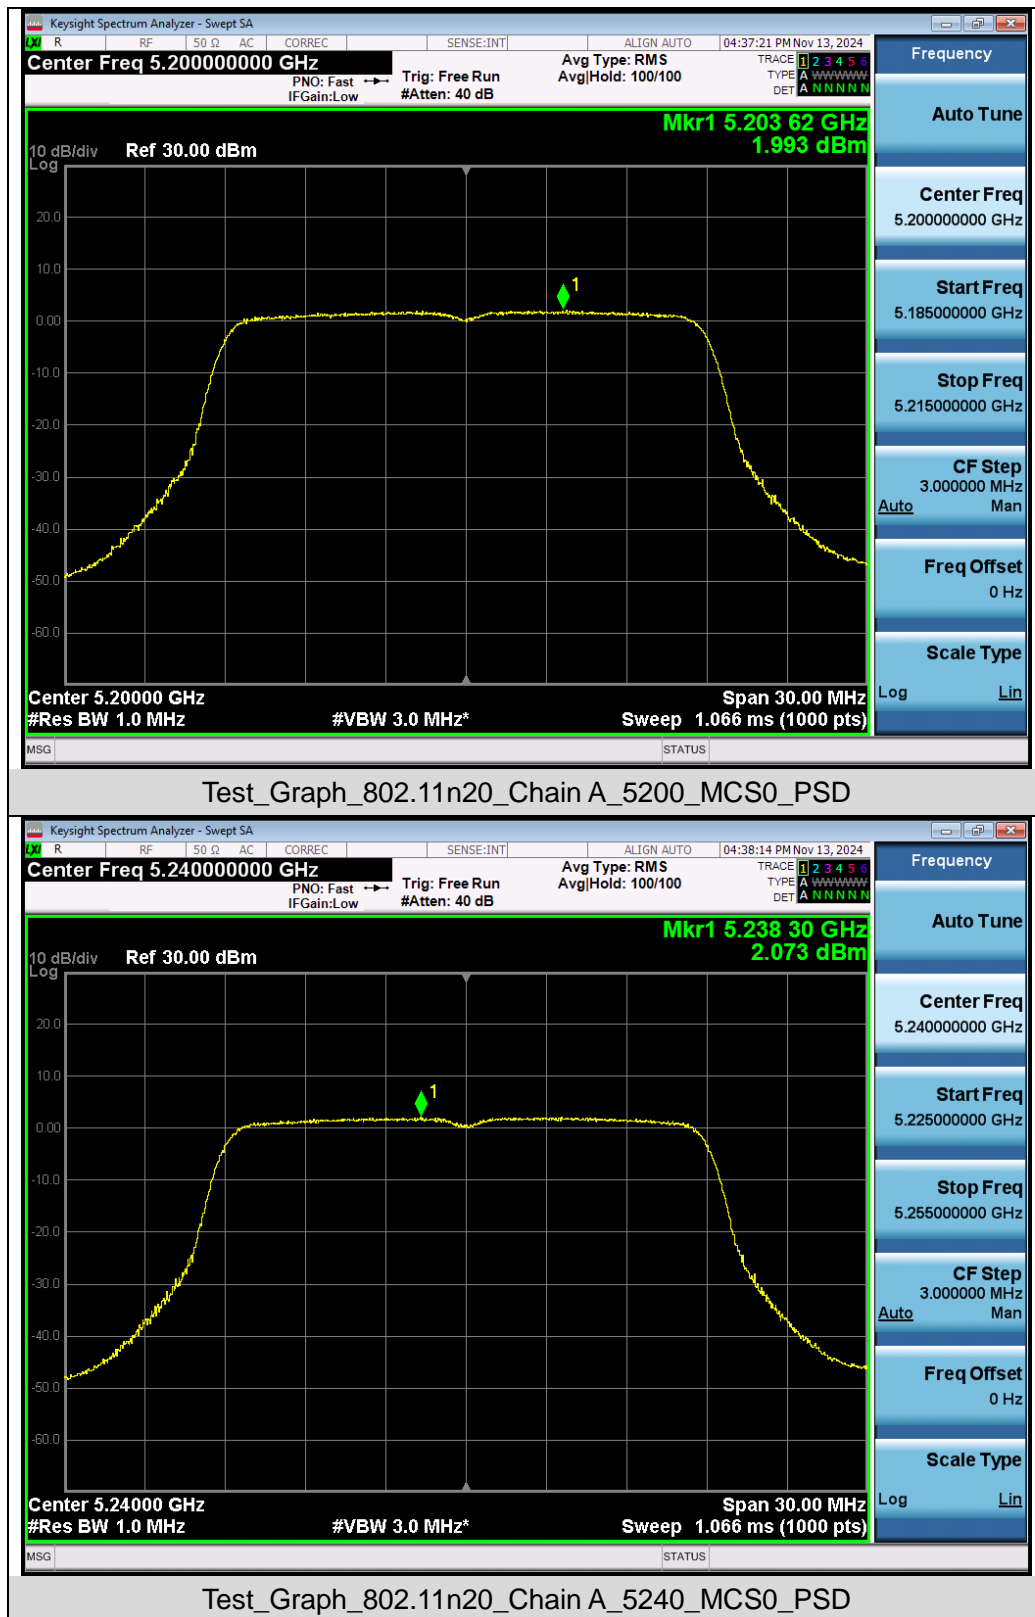 Keysight Spectrum Analyzer - Swept SA
LXI R RF 50 Ω AC CORREC SENSE:INT ALIGN AUTO 04:37:21 PM Nov 13, 2024
Center Freq 5.200000000 GHz
PNO: Fast
IFGain:Low
Trig: Free Run
#Atten: 40 dB
Avg Type: RMS
Avg|Hold: 100/100
TRACE 1 2 3 4 5 6
TYPE A WWWWW
DET A N N N N N
Mkr1 5.203 62 GHz
1.993 dBm
10 dB/div Ref 30.00 dBm
Log
20.0
10.0
0.00
-10.0
-20.0
-30.0
-40.0
-50.0
-60.0
1
Center 5.20000 GHz Span 30.00 MHz
#Res BW 1.0 MHz #VBW 3.0 MHz* Sweep 1.066 ms (1000 pts)
MSG STATUS
Frequency
Auto Tune
Center Freq
5.200000000 GHz
Start Freq
5.185000000 GHz
Stop Freq
5.215000000 GHz
CF Step
3.000000 MHz
Auto Man
Freq Offset
0 Hz
Scale Type
Log Lin
Test_Graph_802.11n20_Chain A_5200_MCS0_PSD
Keysight Spectrum Analyzer - Swept SA
LXI R RF 50 Ω AC CORREC SENSE:INT ALIGN AUTO 04:38:14 PM Nov 13, 2024
Center Freq 5.240000000 GHz
PNO: Fast
IFGain:Low
Trig: Free Run
#Atten: 40 dB
Avg Type: RMS
Avg|Hold: 100/100
TRACE 1 2 3 4 5 6
TYPE A WWWWW
DET A N N N N N
Mkr1 5.238 30 GHz
2.073 dBm
10 dB/div Ref 30.00 dBm
Log
20.0
10.0
0.00
-10.0
-20.0
-30.0
-40.0
-50.0
-60.0
1
Center 5.24000 GHz Span 30.00 MHz
#Res BW 1.0 MHz #VBW 3.0 MHz* Sweep 1.066 ms (1000 pts)
MSG STATUS
Frequency
Auto Tune
Center Freq
5.240000000 GHz
Start Freq
5.225000000 GHz
Stop Freq
5.255000000 GHz
CF Step
3.000000 MHz
Auto Man
Freq Offset
0 Hz
Scale Type
Log Lin
Test_Graph_802.11n20_Chain A_5240_MCS0_PSD